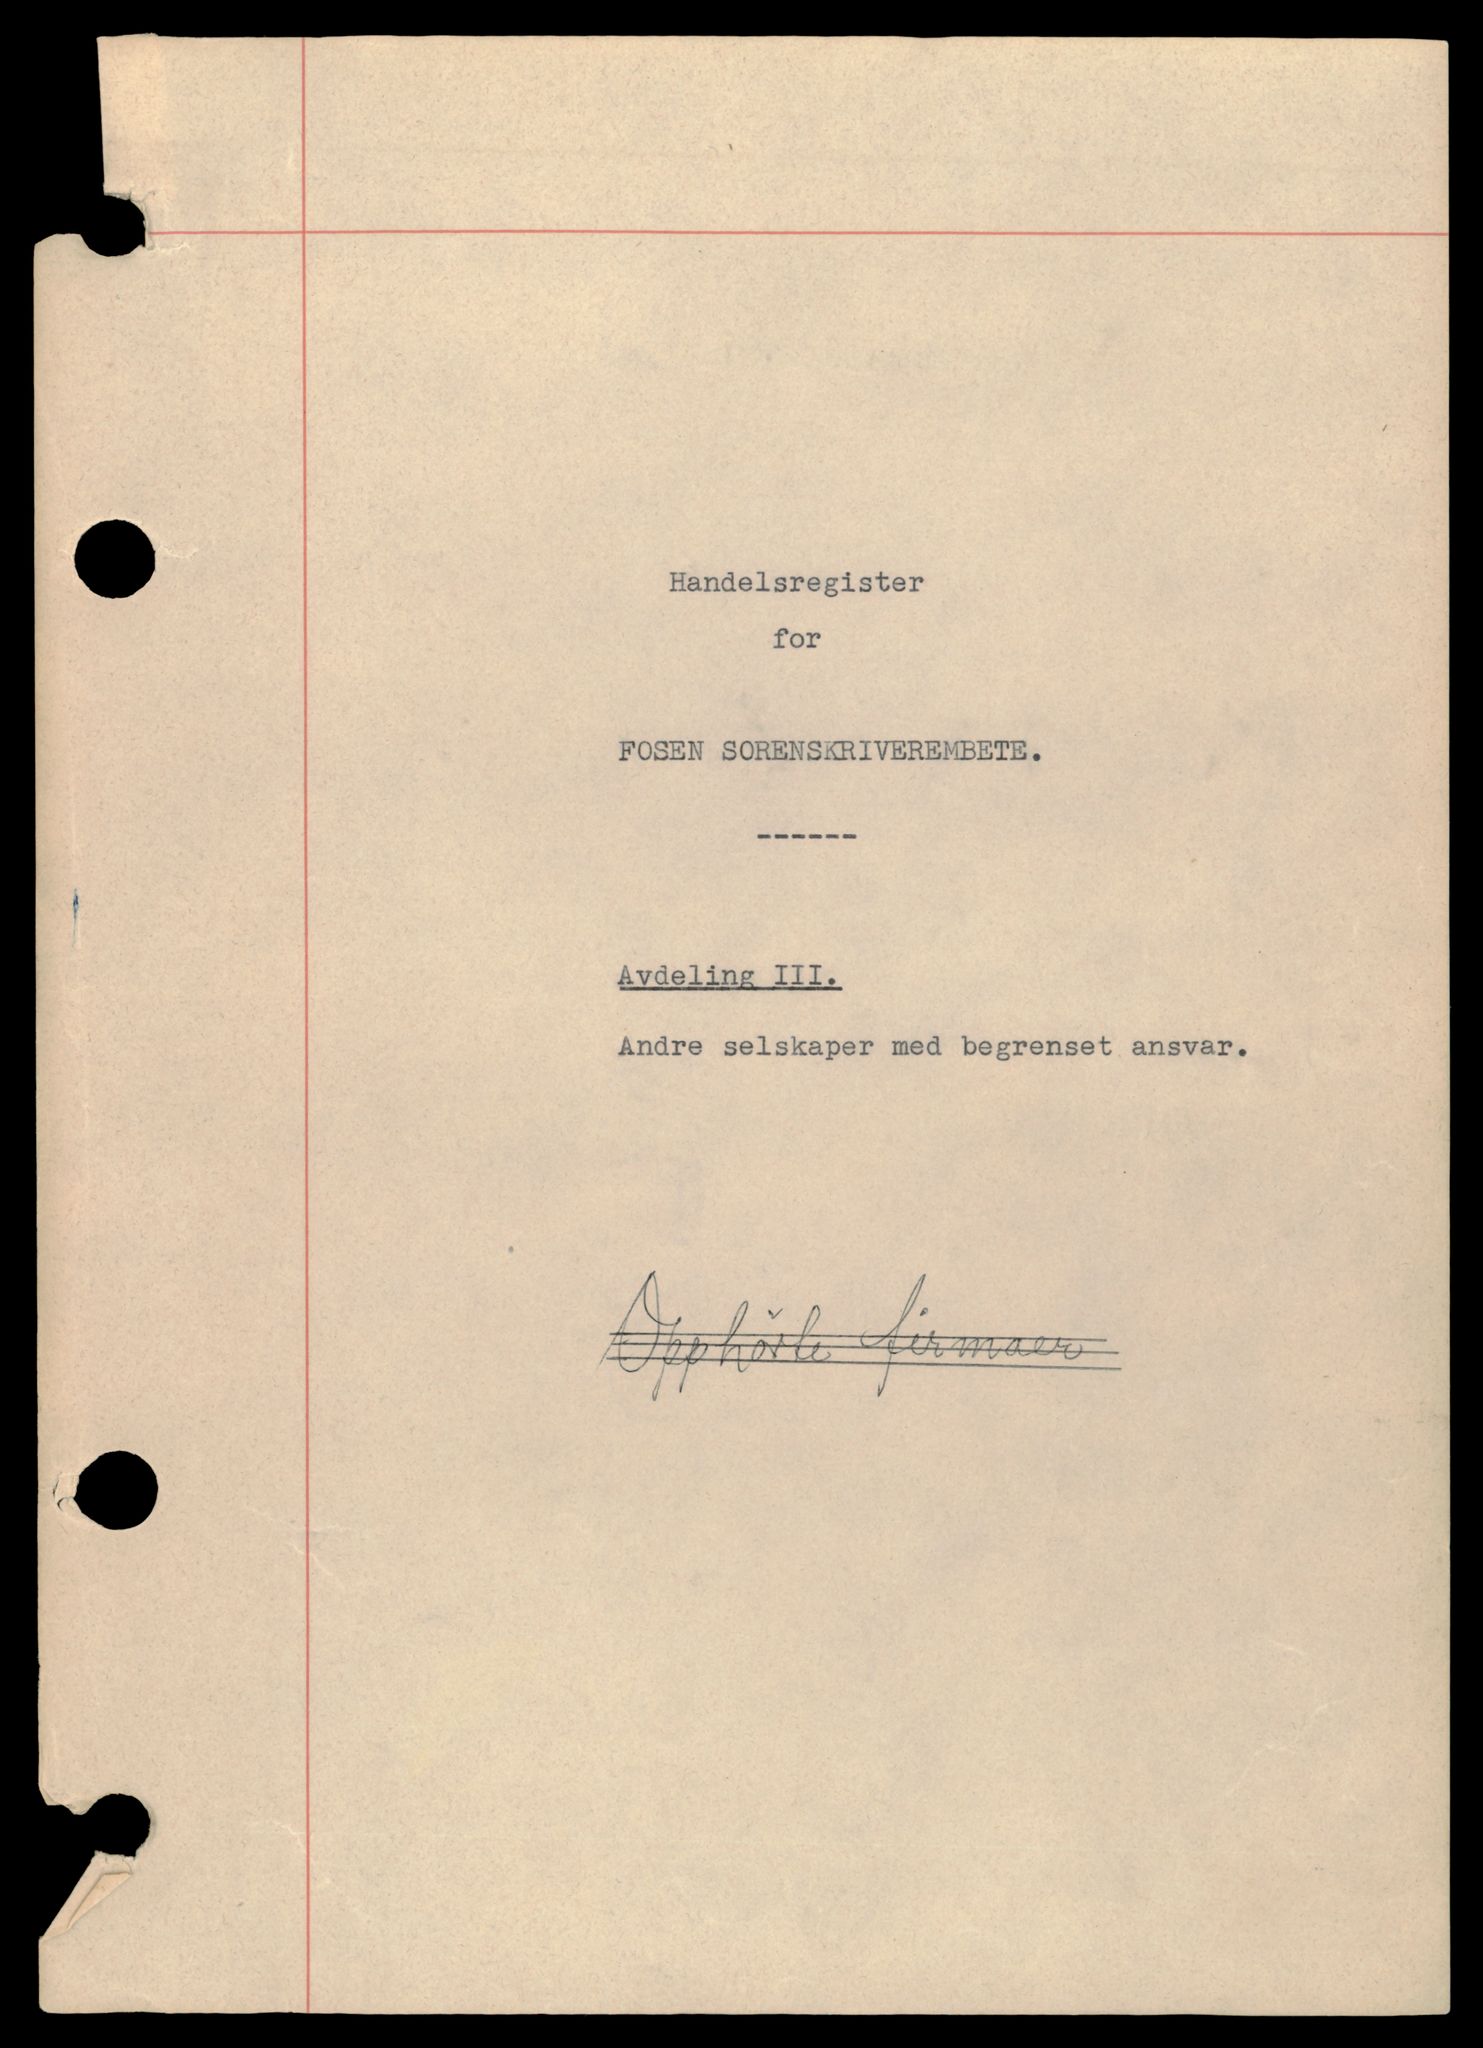 Handelsregister
for
FOSEN SORENSKRIVEREMBETE.
------
Avdeling III.
Andre selskaper med begrenset ansvar.
Opphörte firmaer